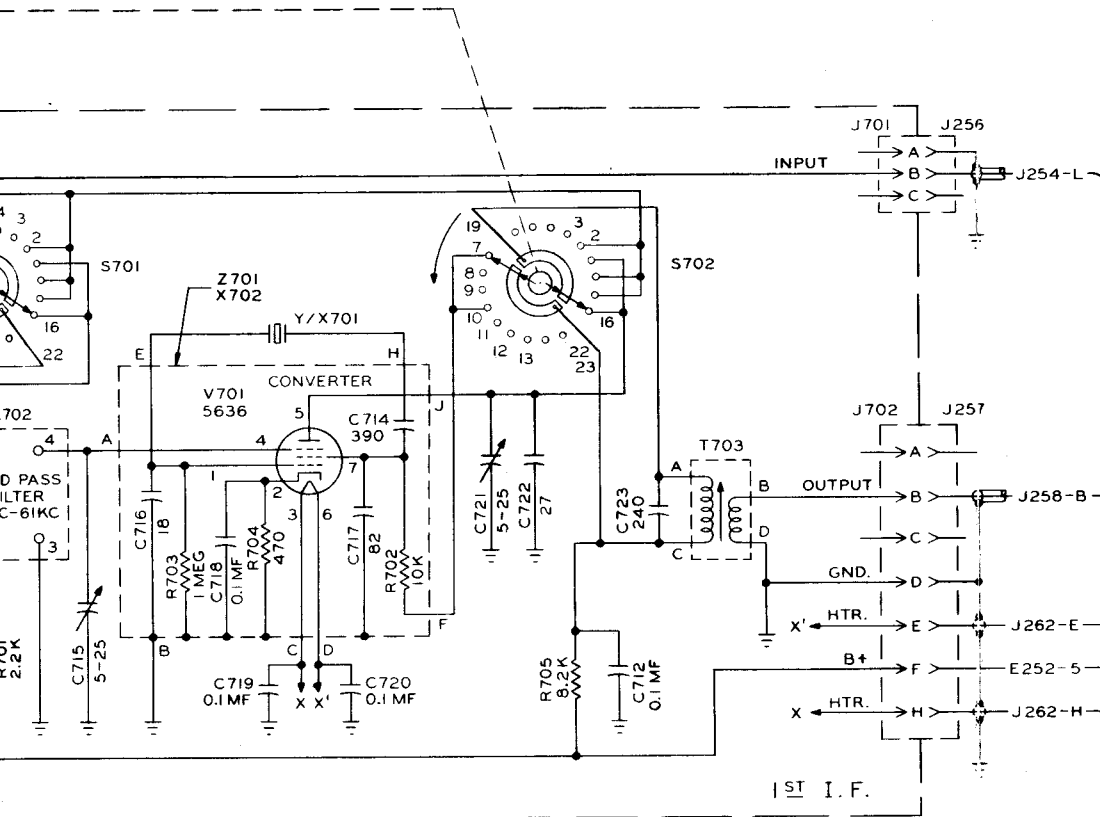 J701 J256
A
INPUT B J254-L
C
4 3 2
S701
16
22
19 3 2
7
8
9
10
11
12 13 22
23
16
S702
Z701
X702
Y/X701
E H
CONVERTER
V701
5636
J
5
C714
390
4
1
2
7
3 6
C716
18
R703
1 MEG
C718
0.1 MF
R704
470
C717
82
R702
10K
F
B
C D
C719
0.1 MF
X X'
C720
0.1 MF
702
4 A
D PASS
ILTER
C-61KC
3
2.2K
C715
5-25
C721
5-25
C722
27
C723
240
T703
A B
C D
R705
8.2K
C712
0.1 MF
J702 J257
A
OUTPUT B J258-B
C
GND. D
X' HTR. E J262-E
B+ F E252-5
X HTR. H J262-H
1ST I.F.